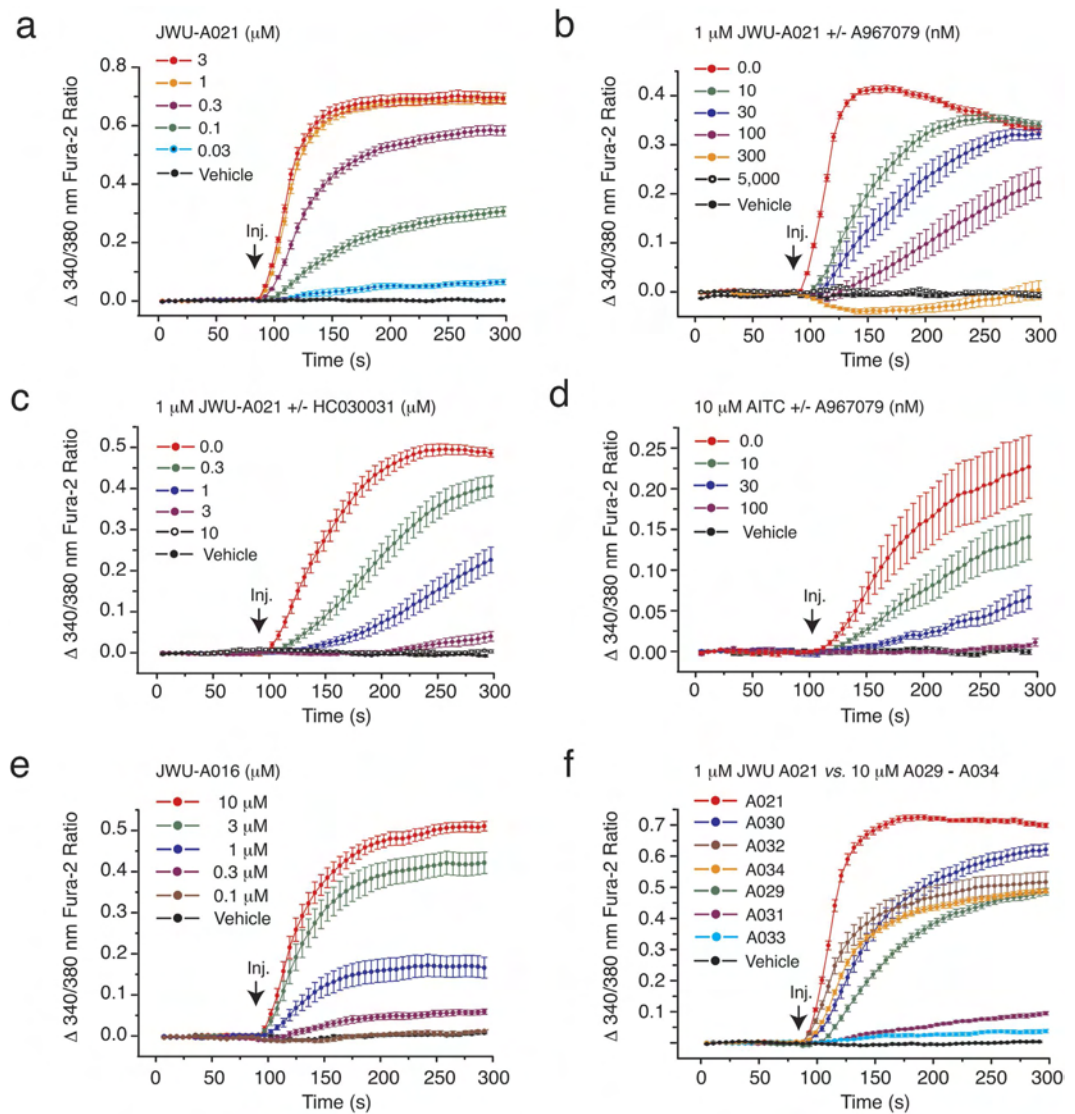 a
JWU-A021 (μM)
3
1
0.3
0.1
0.03
Vehicle
Inj.
Δ 340/380 nm Fura-2 Ratio
0.8
0.6
0.4
0.2
0.0
0 50 100 150 200 250 300
Time (s)
b
1 μM JWU-A021 +/- A967079 (nM)
0.0
10
30
100
300
5,000
Vehicle
Inj.
Δ 340/380 nm Fura-2 Ratio
0.4
0.3
0.2
0.1
0.0
0 50 100 150 200 250 300
Time (s)
c
1 μM JWU-A021 +/- HC030031 (μM)
0.0
0.3
1
3
10
Vehicle
Inj.
Δ 340/380 nm Fura-2 Ratio
0.5
0.4
0.3
0.2
0.1
0.0
0 50 100 150 200 250 300
Time (s)
d
10 μM AITC +/- A967079 (nM)
0.0
10
30
100
Vehicle
Inj.
Δ 340/380 nm Fura-2 Ratio
0.25
0.20
0.15
0.10
0.05
0.00
0 50 100 150 200 250 300
Time (s)
e
JWU-A016 (μM)
10 μM
3 μM
1 μM
0.3 μM
0.1 μM
Vehicle
Inj.
Δ 340/380 nm Fura-2 Ratio
0.5
0.4
0.3
0.2
0.1
0.0
0 50 100 150 200 250 300
Time (s)
f
1 μM JWU A021 vs. 10 μM A029 - A034
A021
A030
A032
A034
A029
A031
A033
Vehicle
Inj.
Δ 340/380 nm Fura-2 Ratio
0.7
0.6
0.5
0.4
0.3
0.2
0.1
0 50 100 150 200 250 300
Time (s)